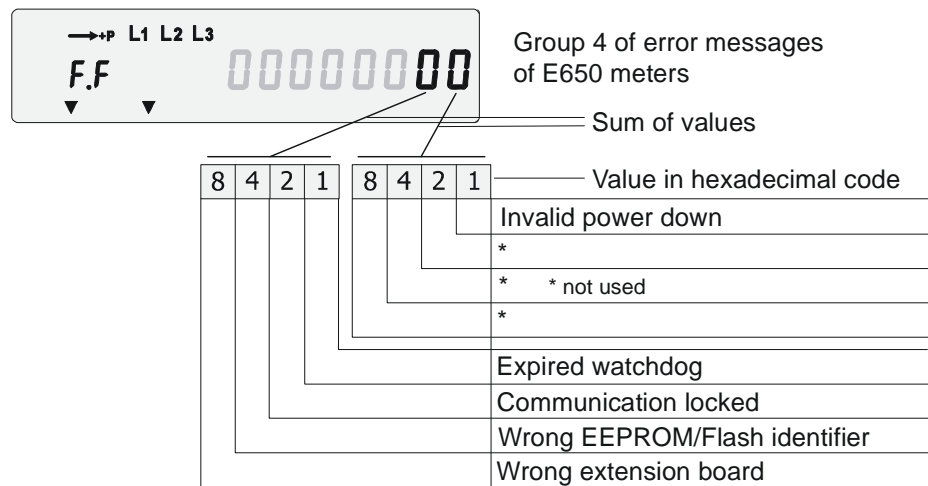 +P L1 L2 L3
F.F 00000000
Group 4 of error messages
of E650 meters
Sum of values
8 4 2 1 8 4 2 1
Value in hexadecimal code
Invalid power down
*
* * not used
*
Expired watchdog
Communication locked
Wrong EEPROM/Flash identifier
Wrong extension board